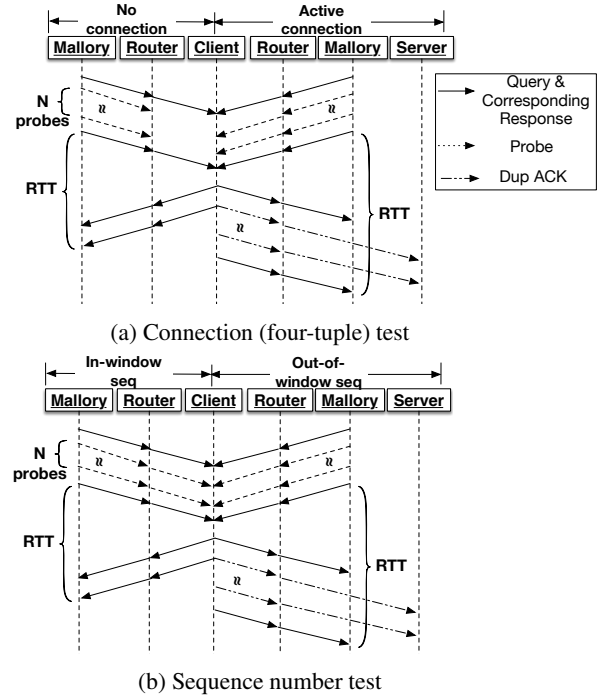 No connection
Active connection
Mallory Router Client Router Mallory Server
N probes
≈
≈
RTT
RTT
≈
Query & Corresponding Response
Probe
Dup ACK
(a) Connection (four-tuple) test
In-window seq
Out-of-window seq
Mallory Router Client Router Mallory Server
N probes
≈
≈
RTT
RTT
≈
(b) Sequence number test